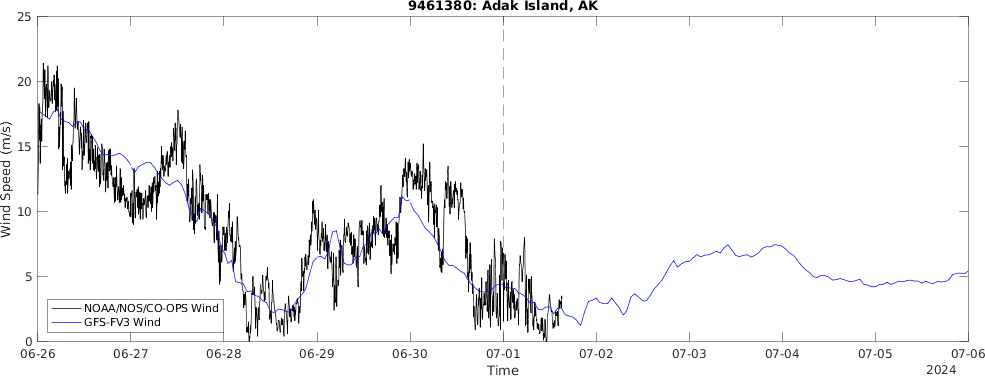 9461380: Adak Island, AK
25
20
15
10
5
0
Wind Speed (m/s)
NOAA/NOS/CO-OPS Wind
GFS-FV3 Wind
06-26 06-27 06-28 06-29 06-30 07-01 07-02 07-03 07-04 07-05 07-06
Time
2024